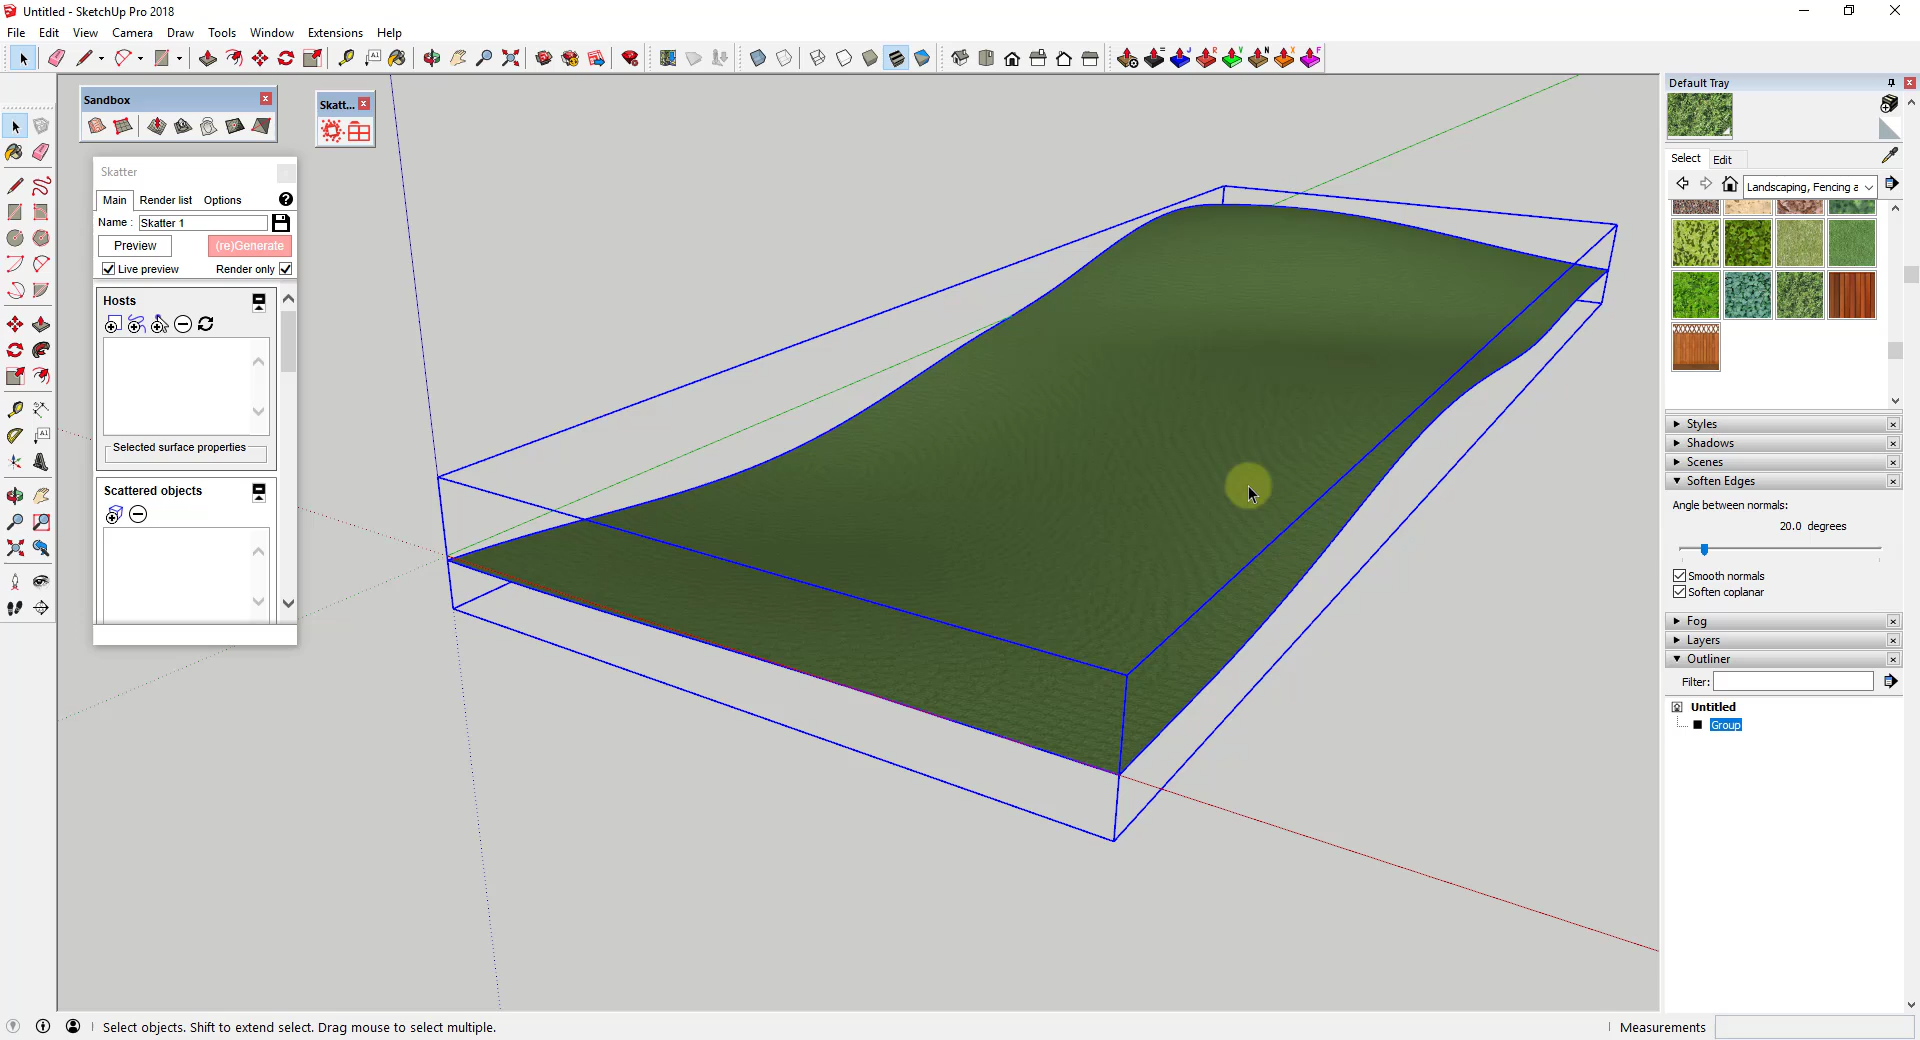 Untitled - SketchUp Pro 2018
File Edit View Camera Draw Tools Window Extensions Help
Sandbox
Skatt...
Skatter
Main Render list Options
Name : Skatter 1
Preview (re)Generate
Live preview Render only
Hosts
Selected surface properties
Scattered objects
Default Tray
Select Edit
Landscaping, Fencing a
Styles
Shadows
Scenes
Soften Edges
Angle between normals:
20.0 degrees
Smooth normals
Soften coplanar
Fog
Layers
Outliner
Filter:
Untitled
Group
Select objects. Shift to extend select. Drag mouse to select multiple.
Measurements